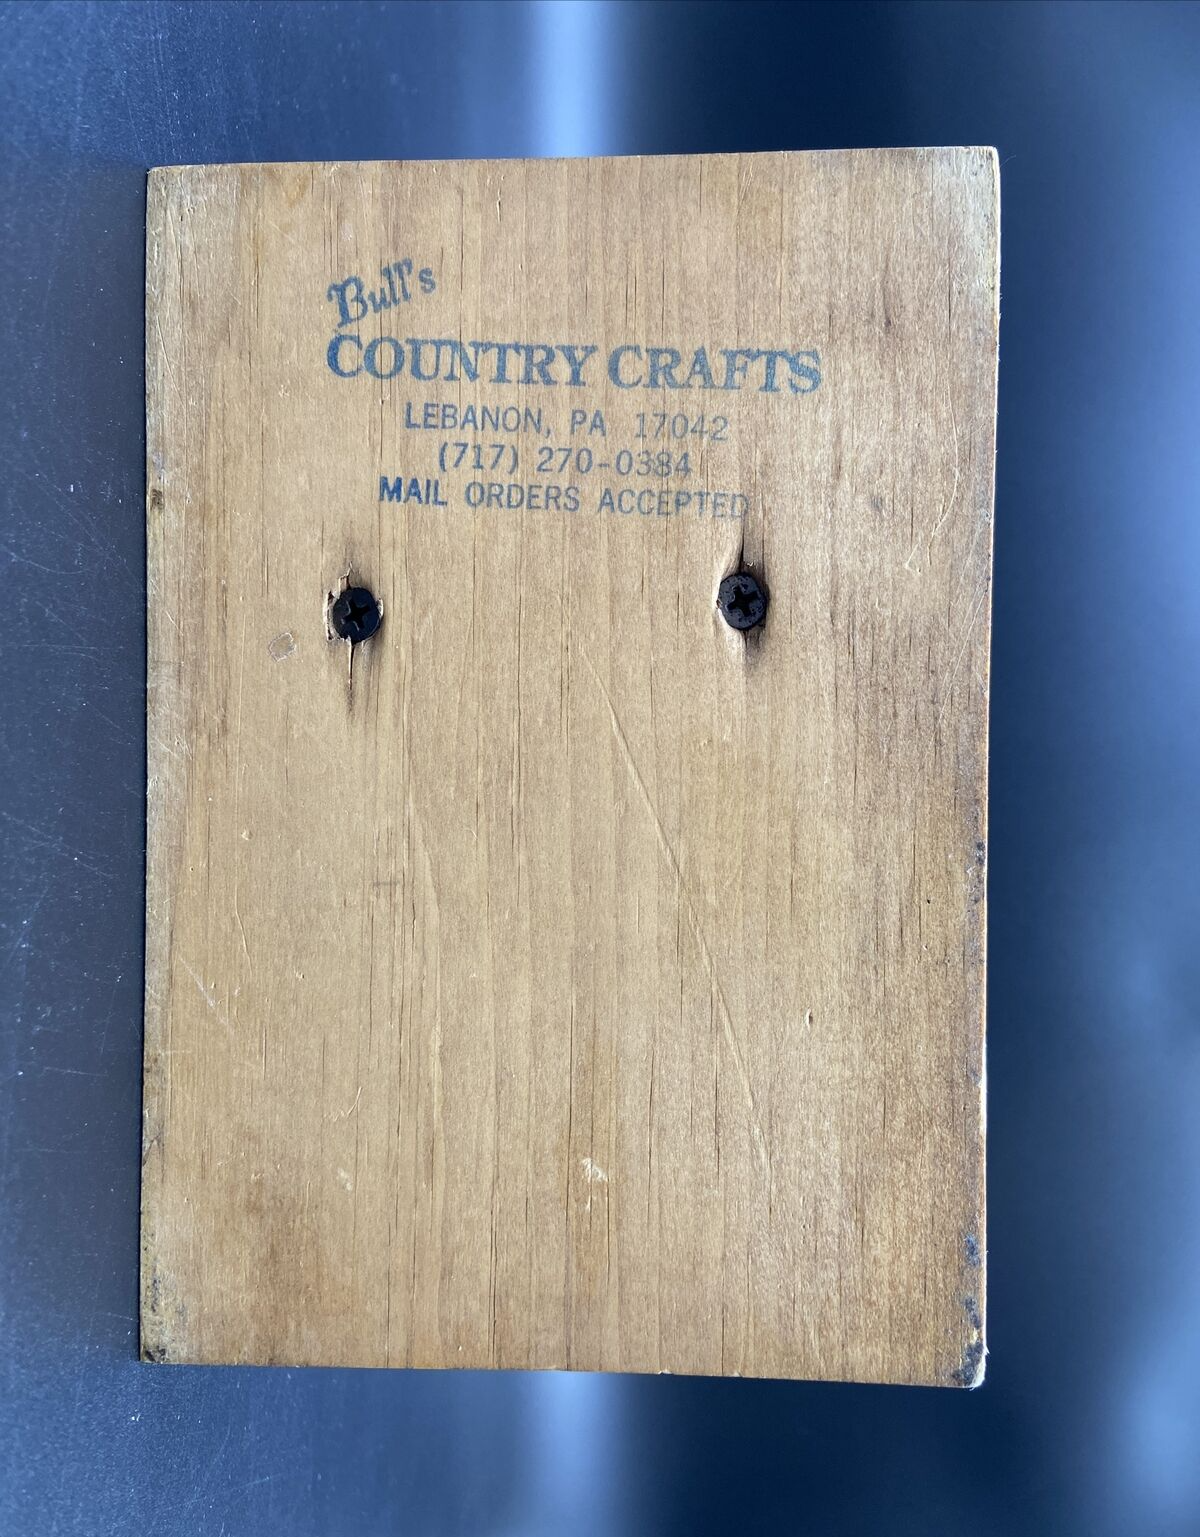 Bull's
COUNTRY CRAFTS
LEBANON, PA 17042
(717) 270-0384
MAIL ORDERS ACCEPTED